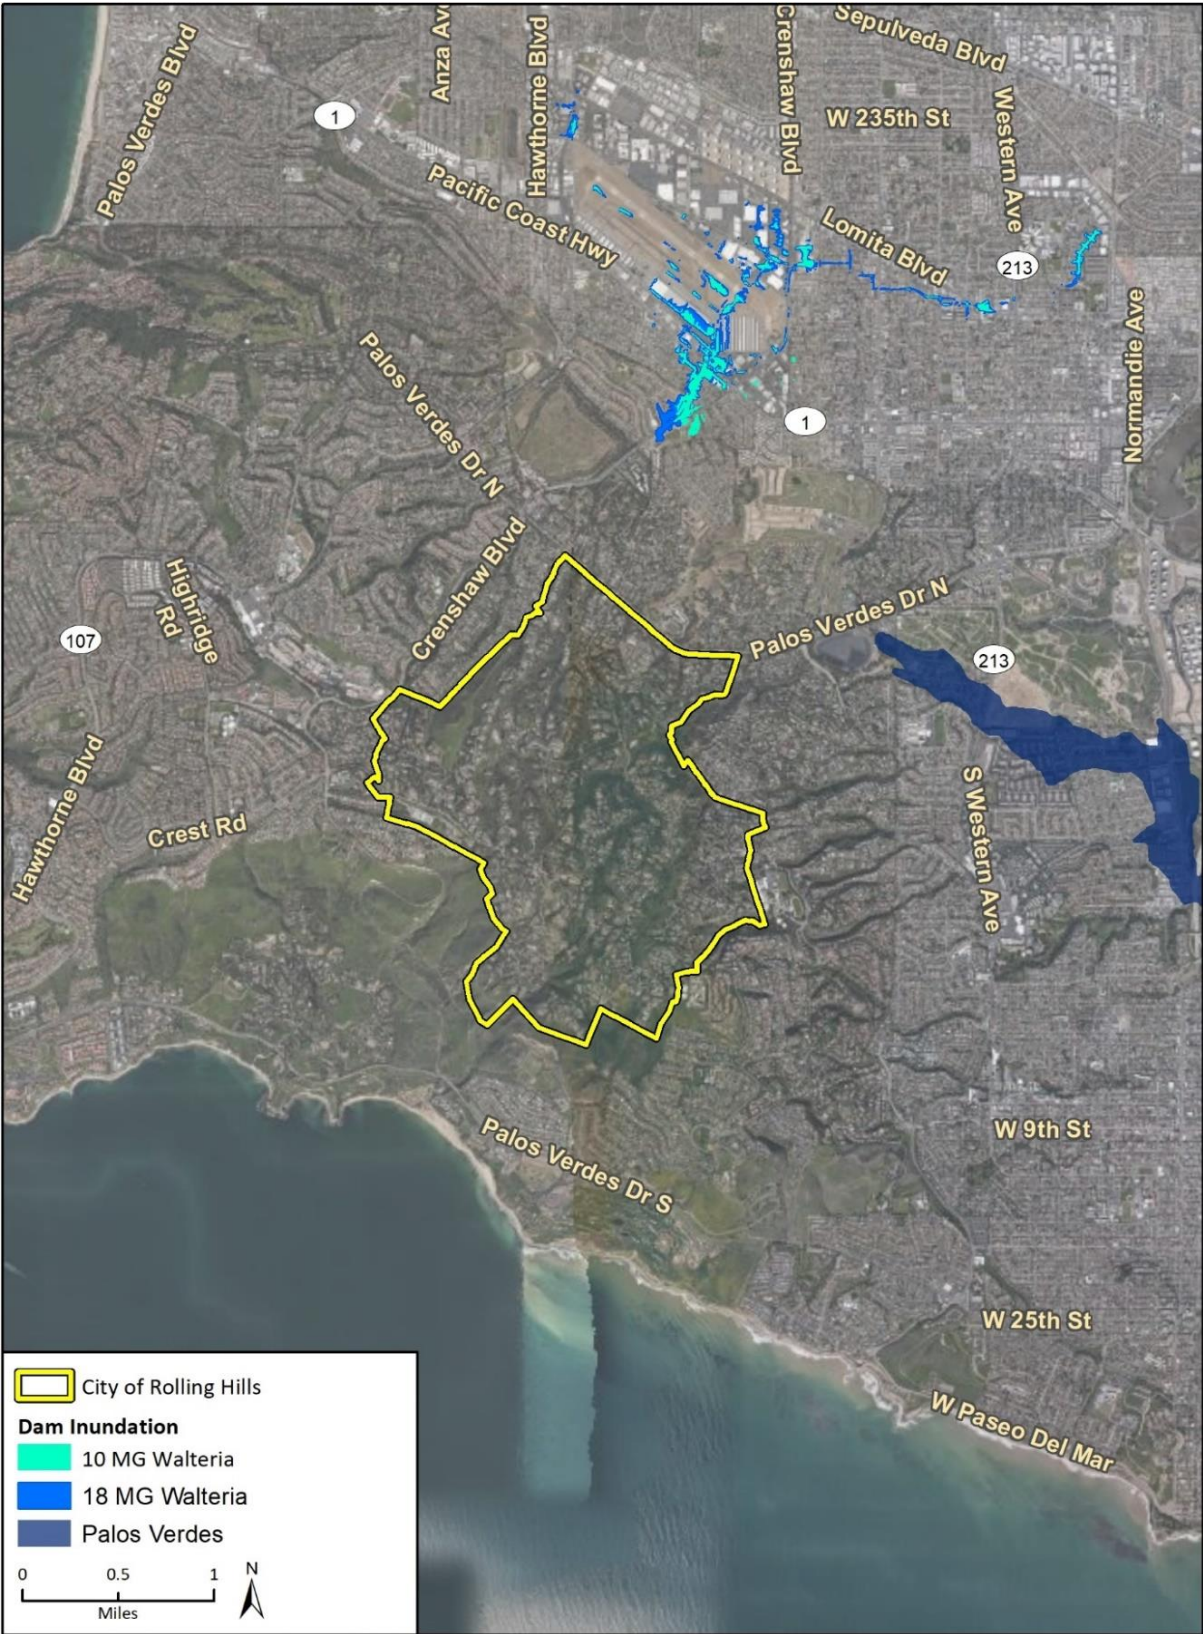 Sepulveda Blvd
Crenshaw Blvd
Anza Av
Hawthorne Blvd
Palos Verdes Blvd
1
W 235th St
Western Ave
Pacific Coast Hwy
Lomita Blvd
213
Normandie Ave
Palos Verdes Dr N
1
Crenshaw Blvd
Highridge
Rd
107
Palos Verdes Dr N
213
Hawthorne Blvd
Crest Rd
S Western Ave
Palos Verdes Dr S
W 9th St
W 25th St
W Paseo Del Mar
City of Rolling Hills
Dam Inundation
10 MG Walteria
18 MG Walteria
Palos Verdes
0 0.5 1
Miles
N